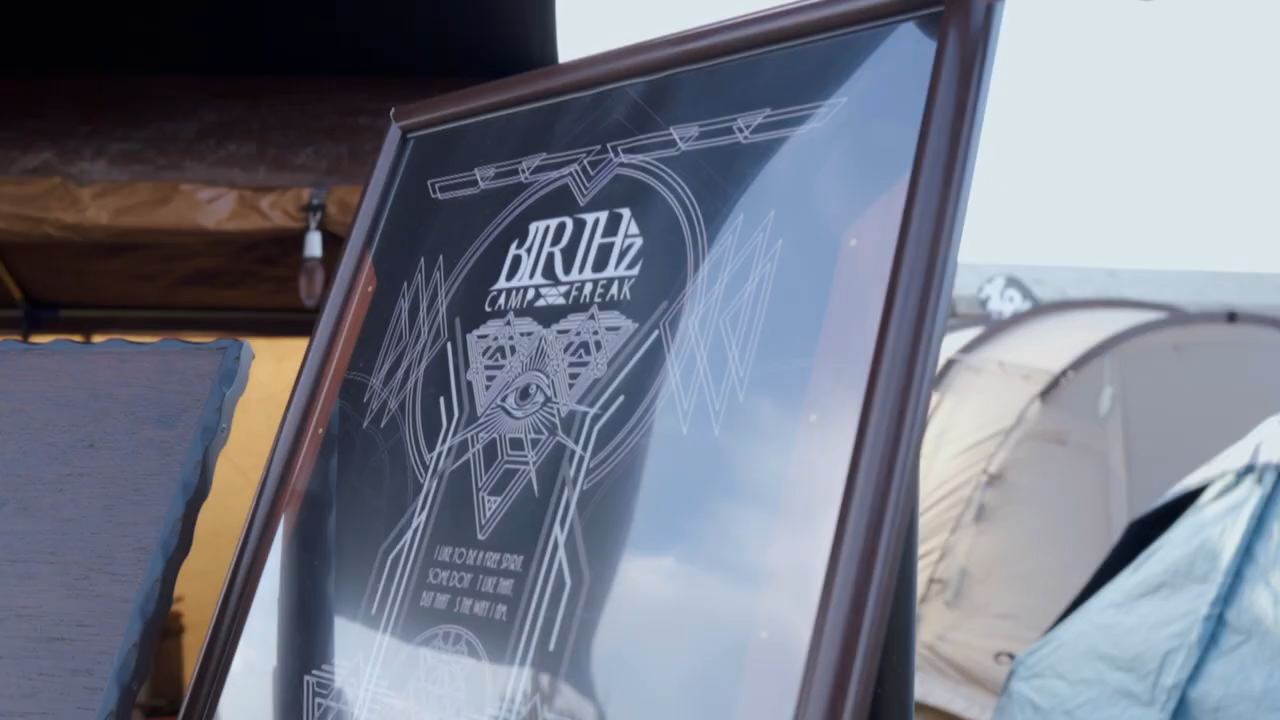 BIRTHz
CAMP FREAK
I LIKE TO BE A FREE SPIRIT.
SOME DON' T LIKE THAT,
BUT THAT' S THE WAY I AM.